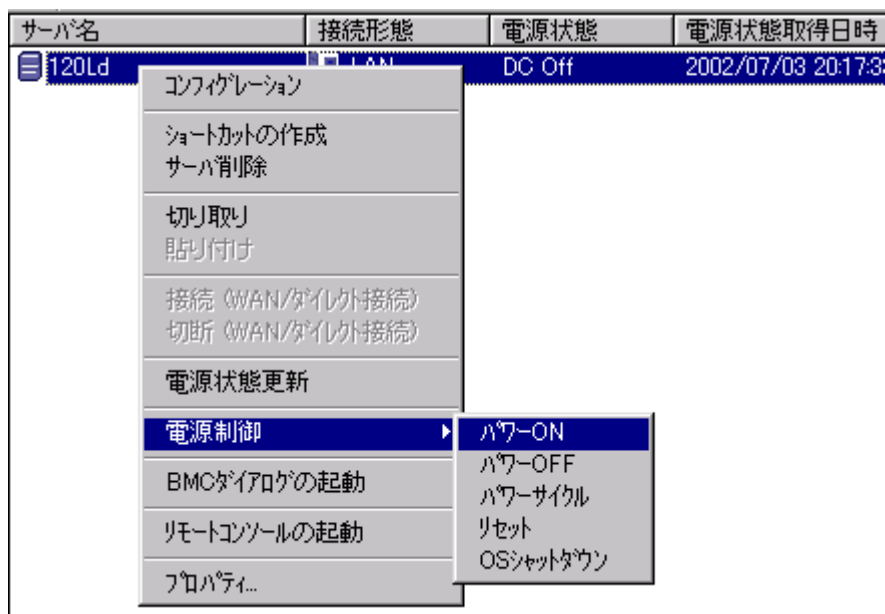 サーバ名 接続形態 電源状態 電源状態取得日時
120Ld LAN DC Off 2002/07/03 20:17:3
コンフィグレーション
ショートカットの作成
サーバ削除
切り取り
貼り付け
接続 (WAN/ダイレクト接続)
切断 (WAN/ダイレクト接続)
電源状態更新
電源制御
パワーON
パワーOFF
パワーサイクル
リセット
OSシャットダウン
BMCダイアログの起動
リモートコンソールの起動
プロパティ...